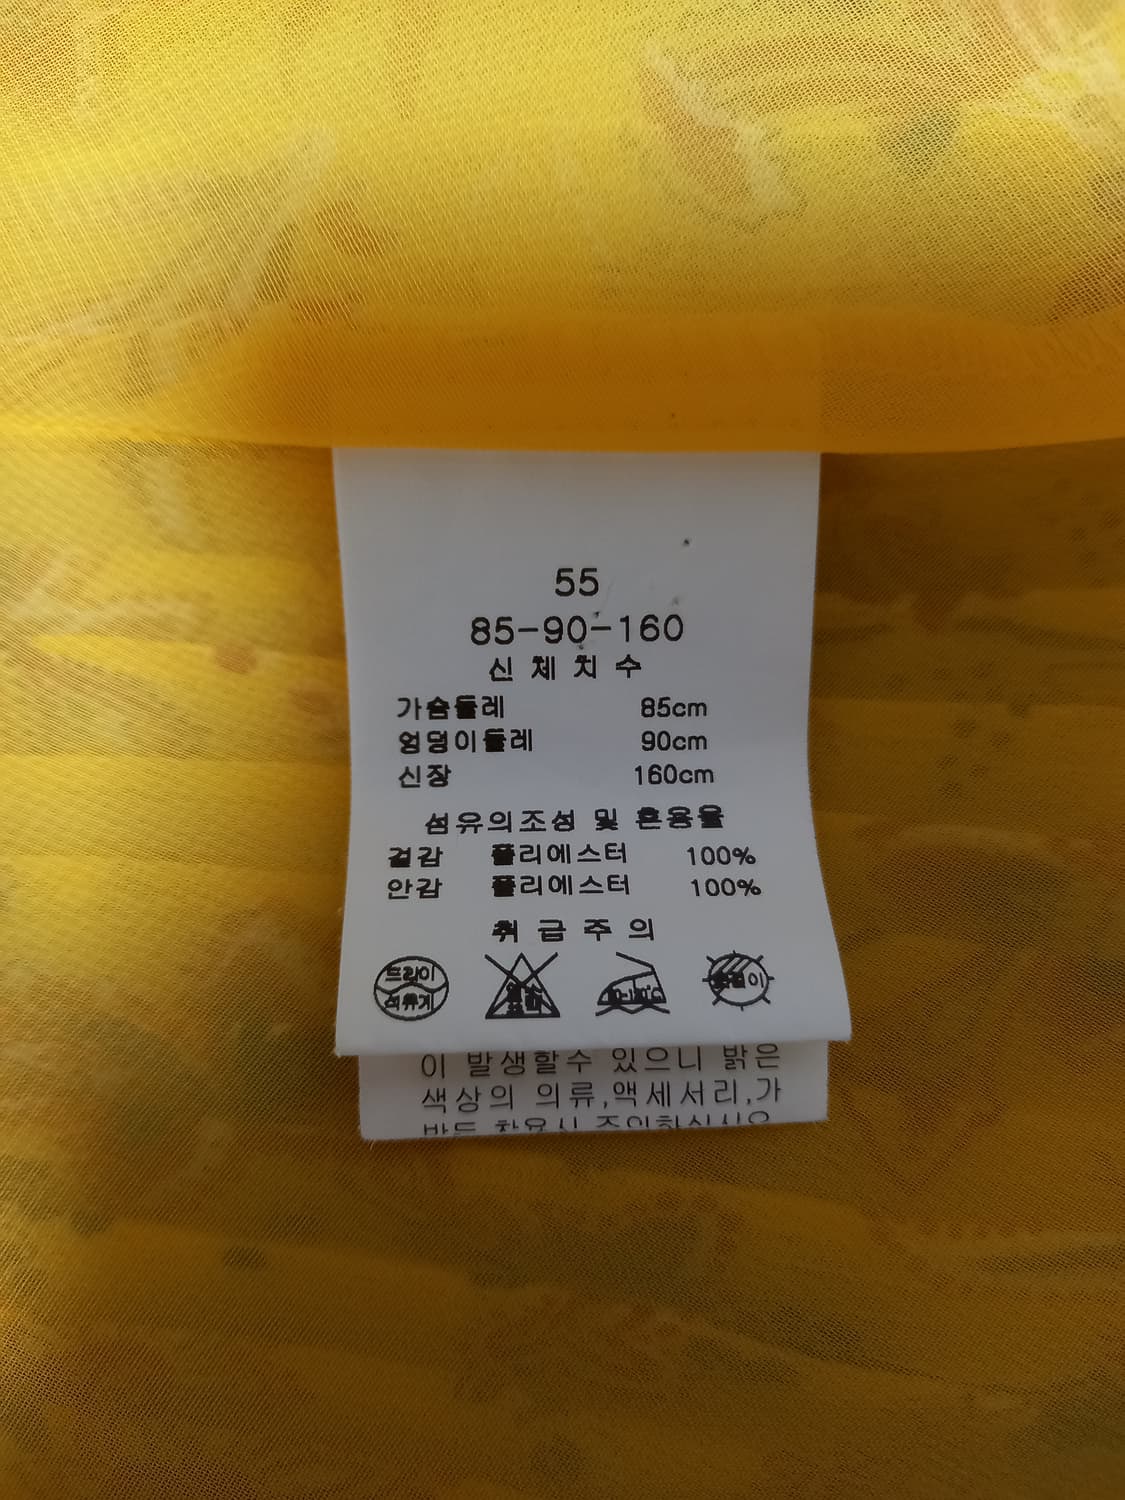 55
85-90-160
신체치수
가슴둘레 85cm
엉덩이둘레 90cm
신장 160cm
섬유의조성 및 혼용율
겉감 폴리에스터 100%
안감 폴리에스터 100%
취급주의
드라이
석유계
이 발생할수 있으니 밝은
색상의 의류,액세서리,가